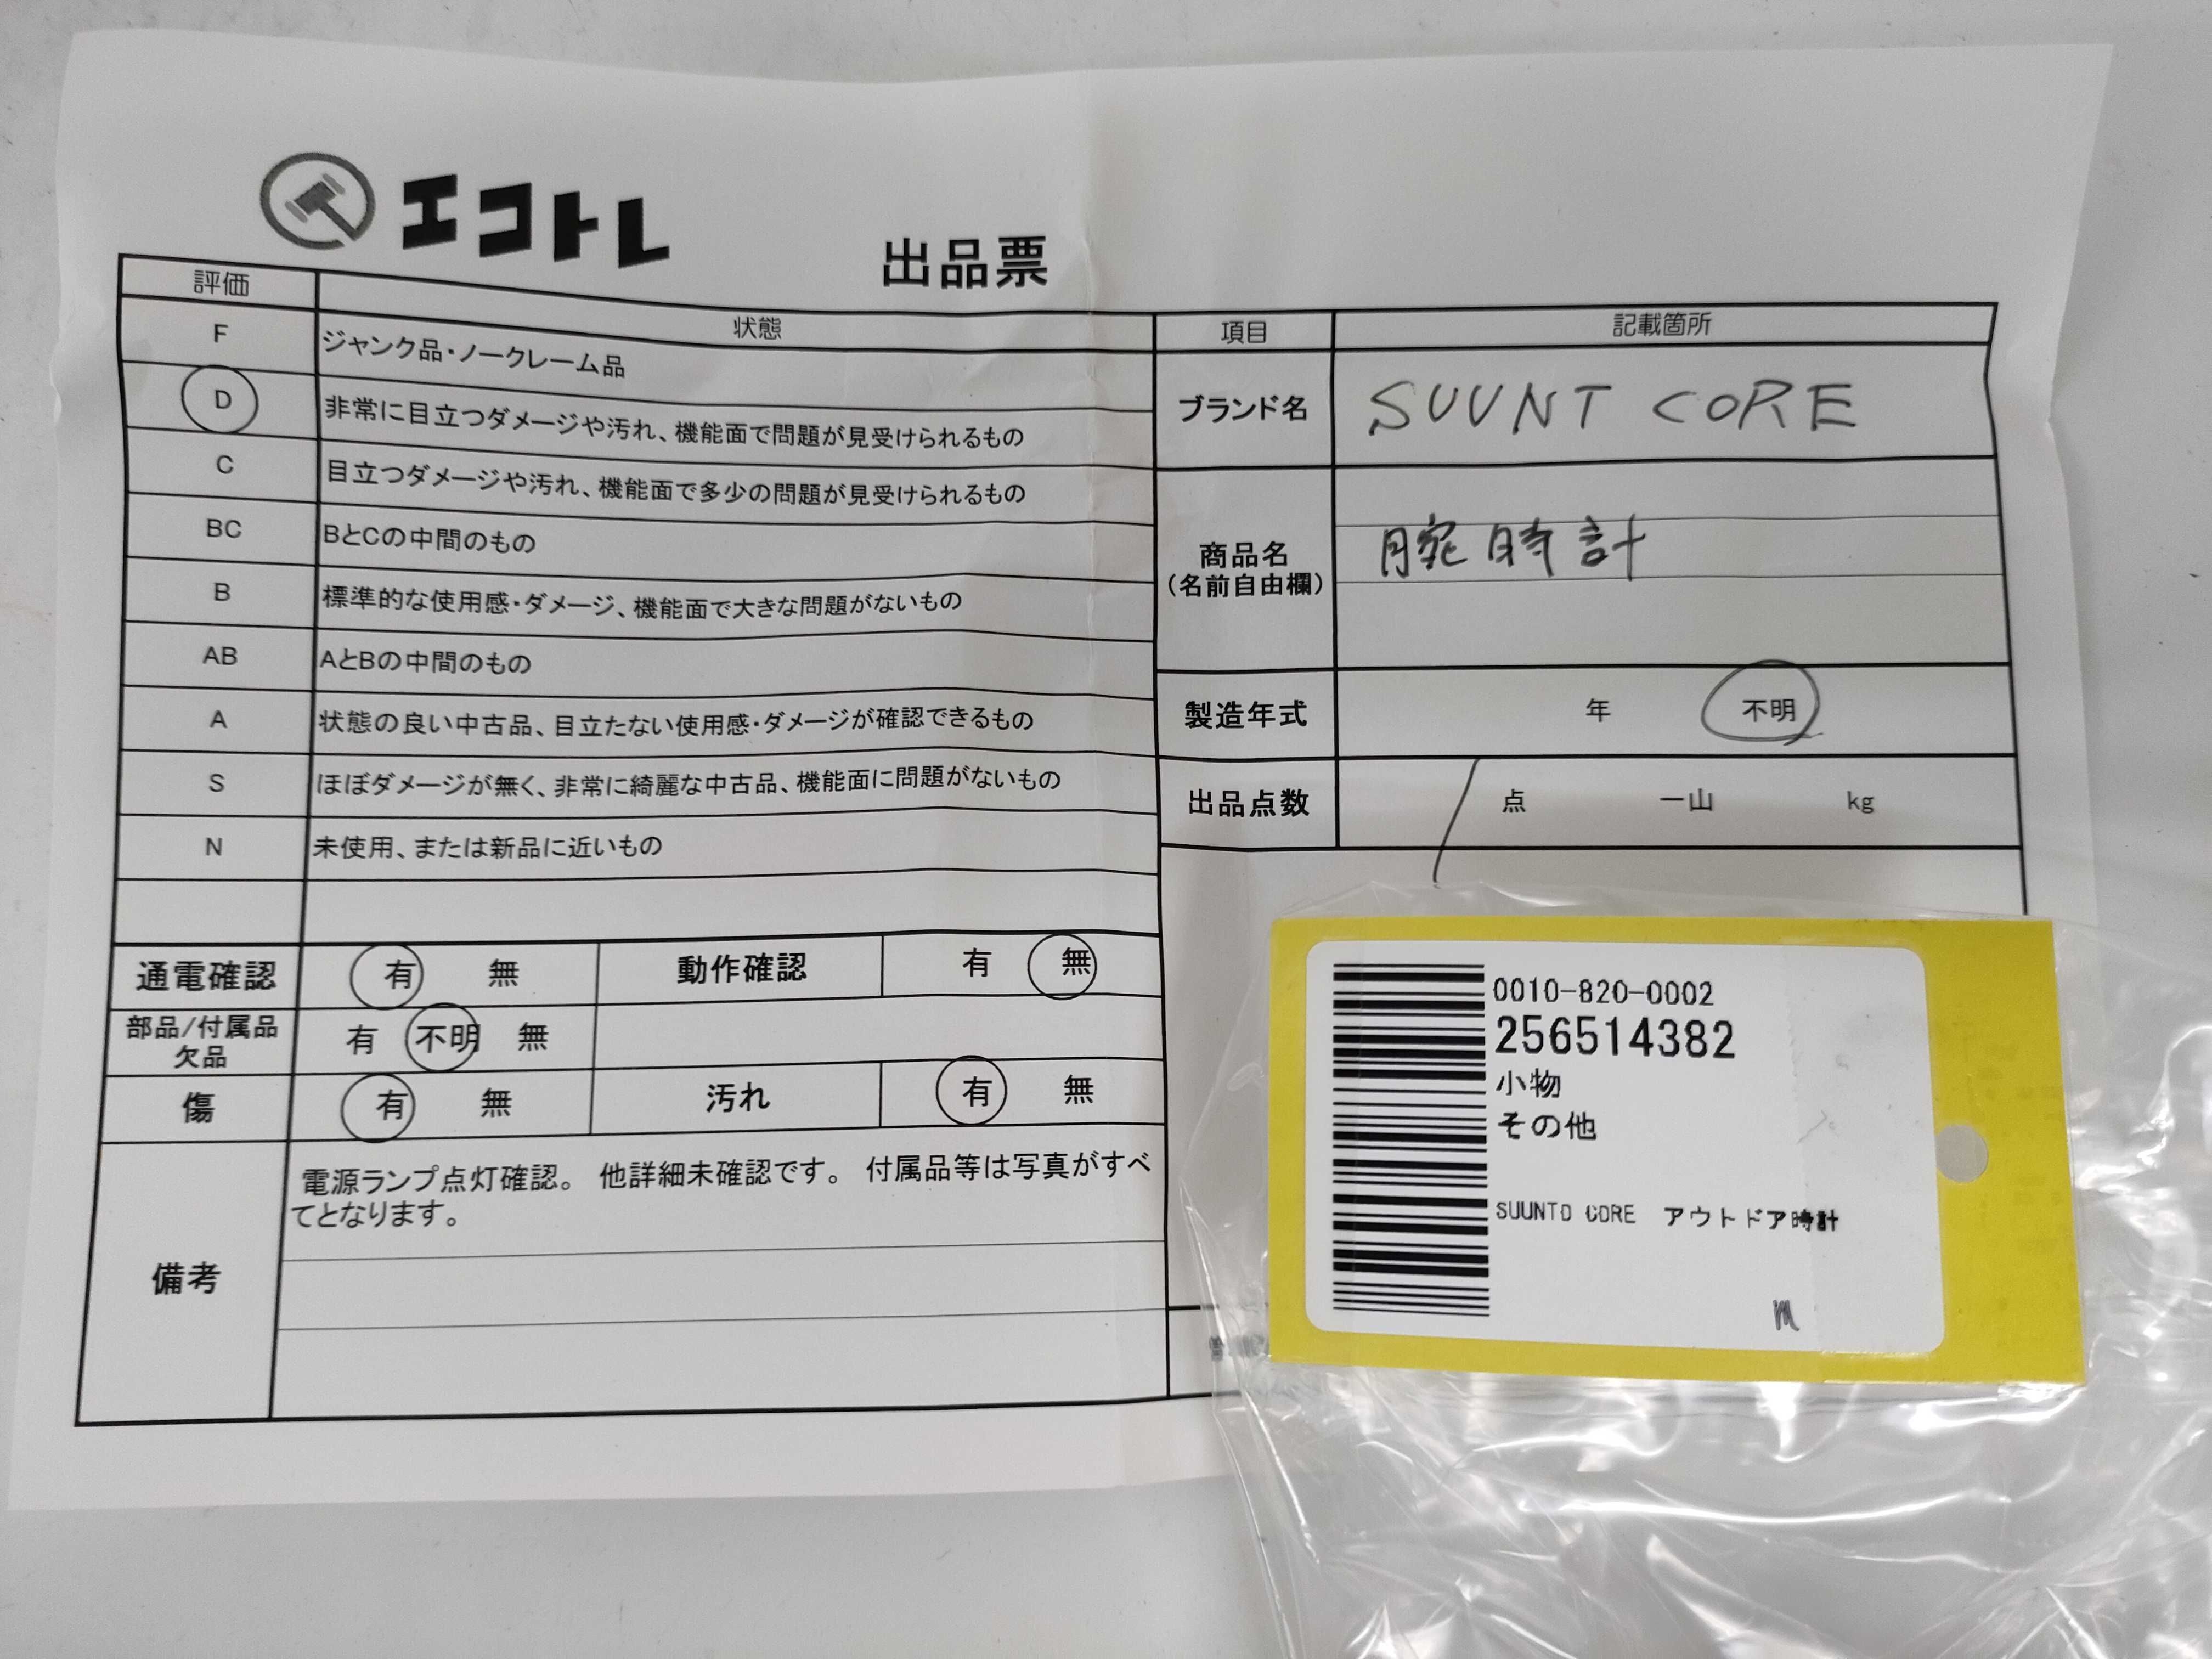 エコトレ
出品票
評価 状態
F ジャンク品・ノークレーム品
D 非常に目立つダメージや汚れ、機能面で問題が見受けられるもの
C 目立つダメージや汚れ、機能面で多少の問題が見受けられるもの
BC BとCの中間のもの
B 標準的な使用感・ダメージ、機能面で大きな問題がないもの
AB AとBの中間のもの
A 状態の良い中古品、目立たない使用感・ダメージが確認できるもの
S ほぼダメージが無く、非常に綺麗な中古品、機能面に問題がないもの
N 未使用、または新品に近いもの
通電確認 有 無 動作確認 有 無
部品/付属品
欠品 有 不明 無
傷 有 無 汚れ 有 無
備考
電源ランプ点灯確認。 他詳細未確認です。 付属品等は写真がすべ
てとなります。
項目 記載箇所
ブランド名 SUUNT CORE
商品名
(名前自由欄)
腕時計
製造年式 年 不明
出品点数 / 点 一山 kg
0010-820-0002
256514382
小物
その他
SUUNTO CORE アウトドア時計
m